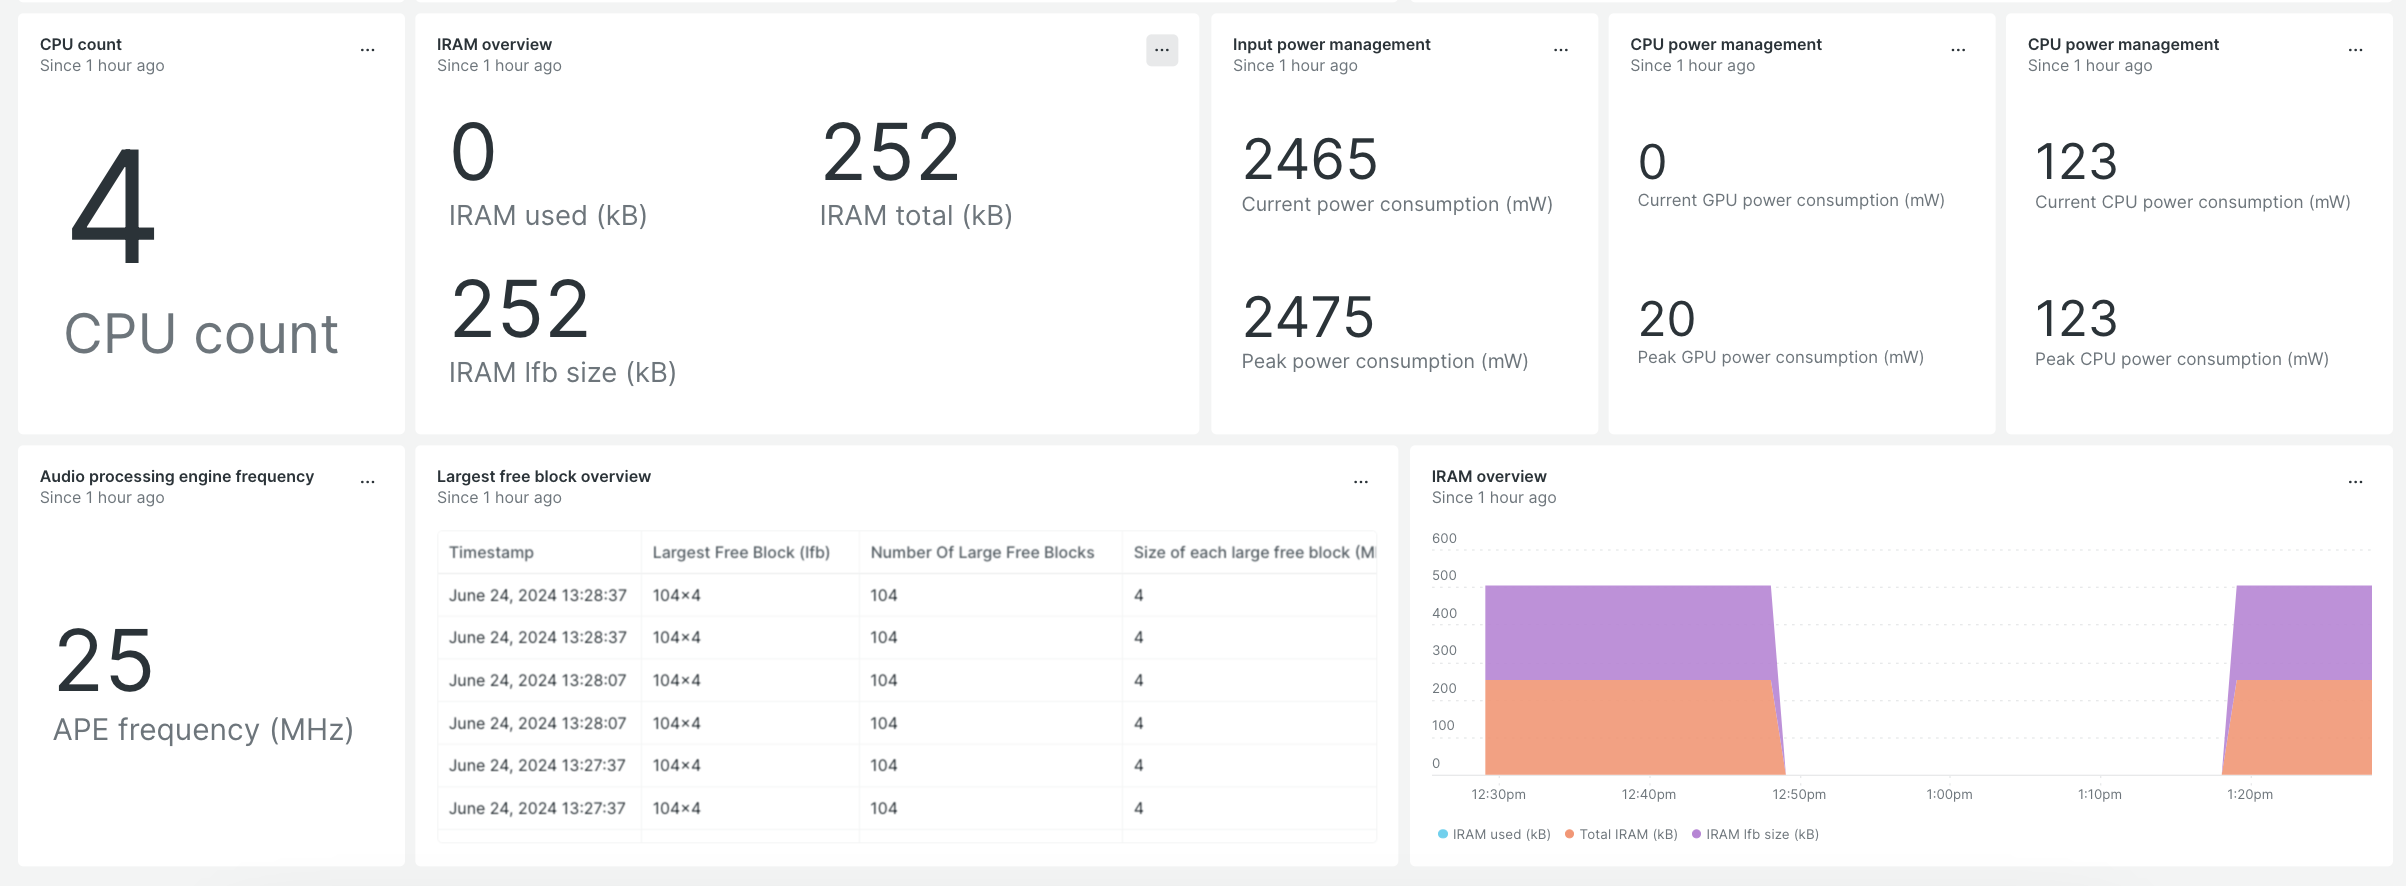 CPU count
...
Since 1 hour ago
4
CPU count
IRAM overview
...
Since 1 hour ago
0
IRAM used (kB)
252
IRAM total (kB)
252
IRAM lfb size (kB)
Input power management
...
Since 1 hour ago
2465
Current power consumption (mW)
2475
Peak power consumption (mW)
CPU power management
...
Since 1 hour ago
0
Current GPU power consumption (mW)
20
Peak GPU power consumption (mW)
CPU power management
...
Since 1 hour ago
123
Current CPU power consumption (mW)
123
Peak CPU power consumption (mW)
Audio processing engine frequency
...
Since 1 hour ago
25
APE frequency (MHz)
Largest free block overview
...
Since 1 hour ago
Timestamp Largest Free Block (lfb) Number Of Large Free Blocks Size of each large free block (M
June 24, 2024 13:28:37 104×4 104 4
June 24, 2024 13:28:37 104×4 104 4
June 24, 2024 13:28:07 104×4 104 4
June 24, 2024 13:28:07 104×4 104 4
June 24, 2024 13:27:37 104×4 104 4
June 24, 2024 13:27:37 104×4 104 4
IRAM overview
...
Since 1 hour ago
600
500
400
300
200
100
0
12:30pm 12:40pm 12:50pm 1:00pm 1:10pm 1:20pm
IRAM used (kB) Total IRAM (kB) IRAM lfb size (kB)